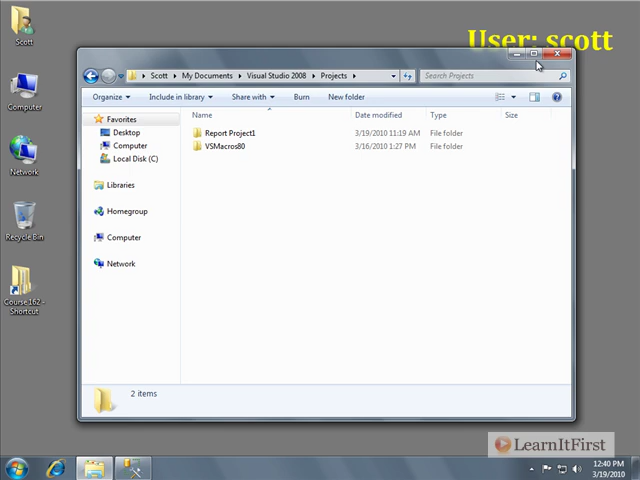 User: scott
Scott
Computer
Network
Recycle Bin
Course 162 -
Shortcut
Scott
My Documents
Visual Studio 2008
Projects
Search Projects
Organize
Include in library
Share with
Burn
New folder
Favorites
Desktop
Computer
Local Disk (C)
Libraries
Homegroup
Computer
Network
Name
Date modified
Type
Report Project1
3/19/2010 11:19 AM
File folder
VSMacros80
3/16/2010 1:27 PM
File folder
2 items
LearnItFirst
12:40 PM
3/19/2010